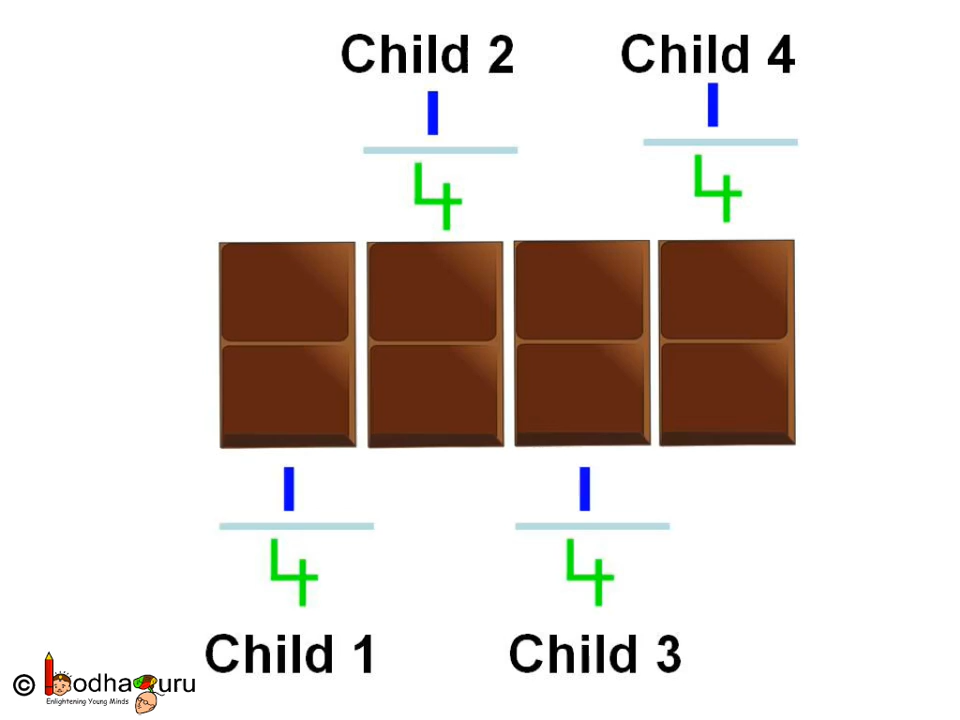 Child 2 Child 4
1 1
4 4
1 1
4 4
Child 1 Child 3
© BodhaGuru
Enlightening Young Minds